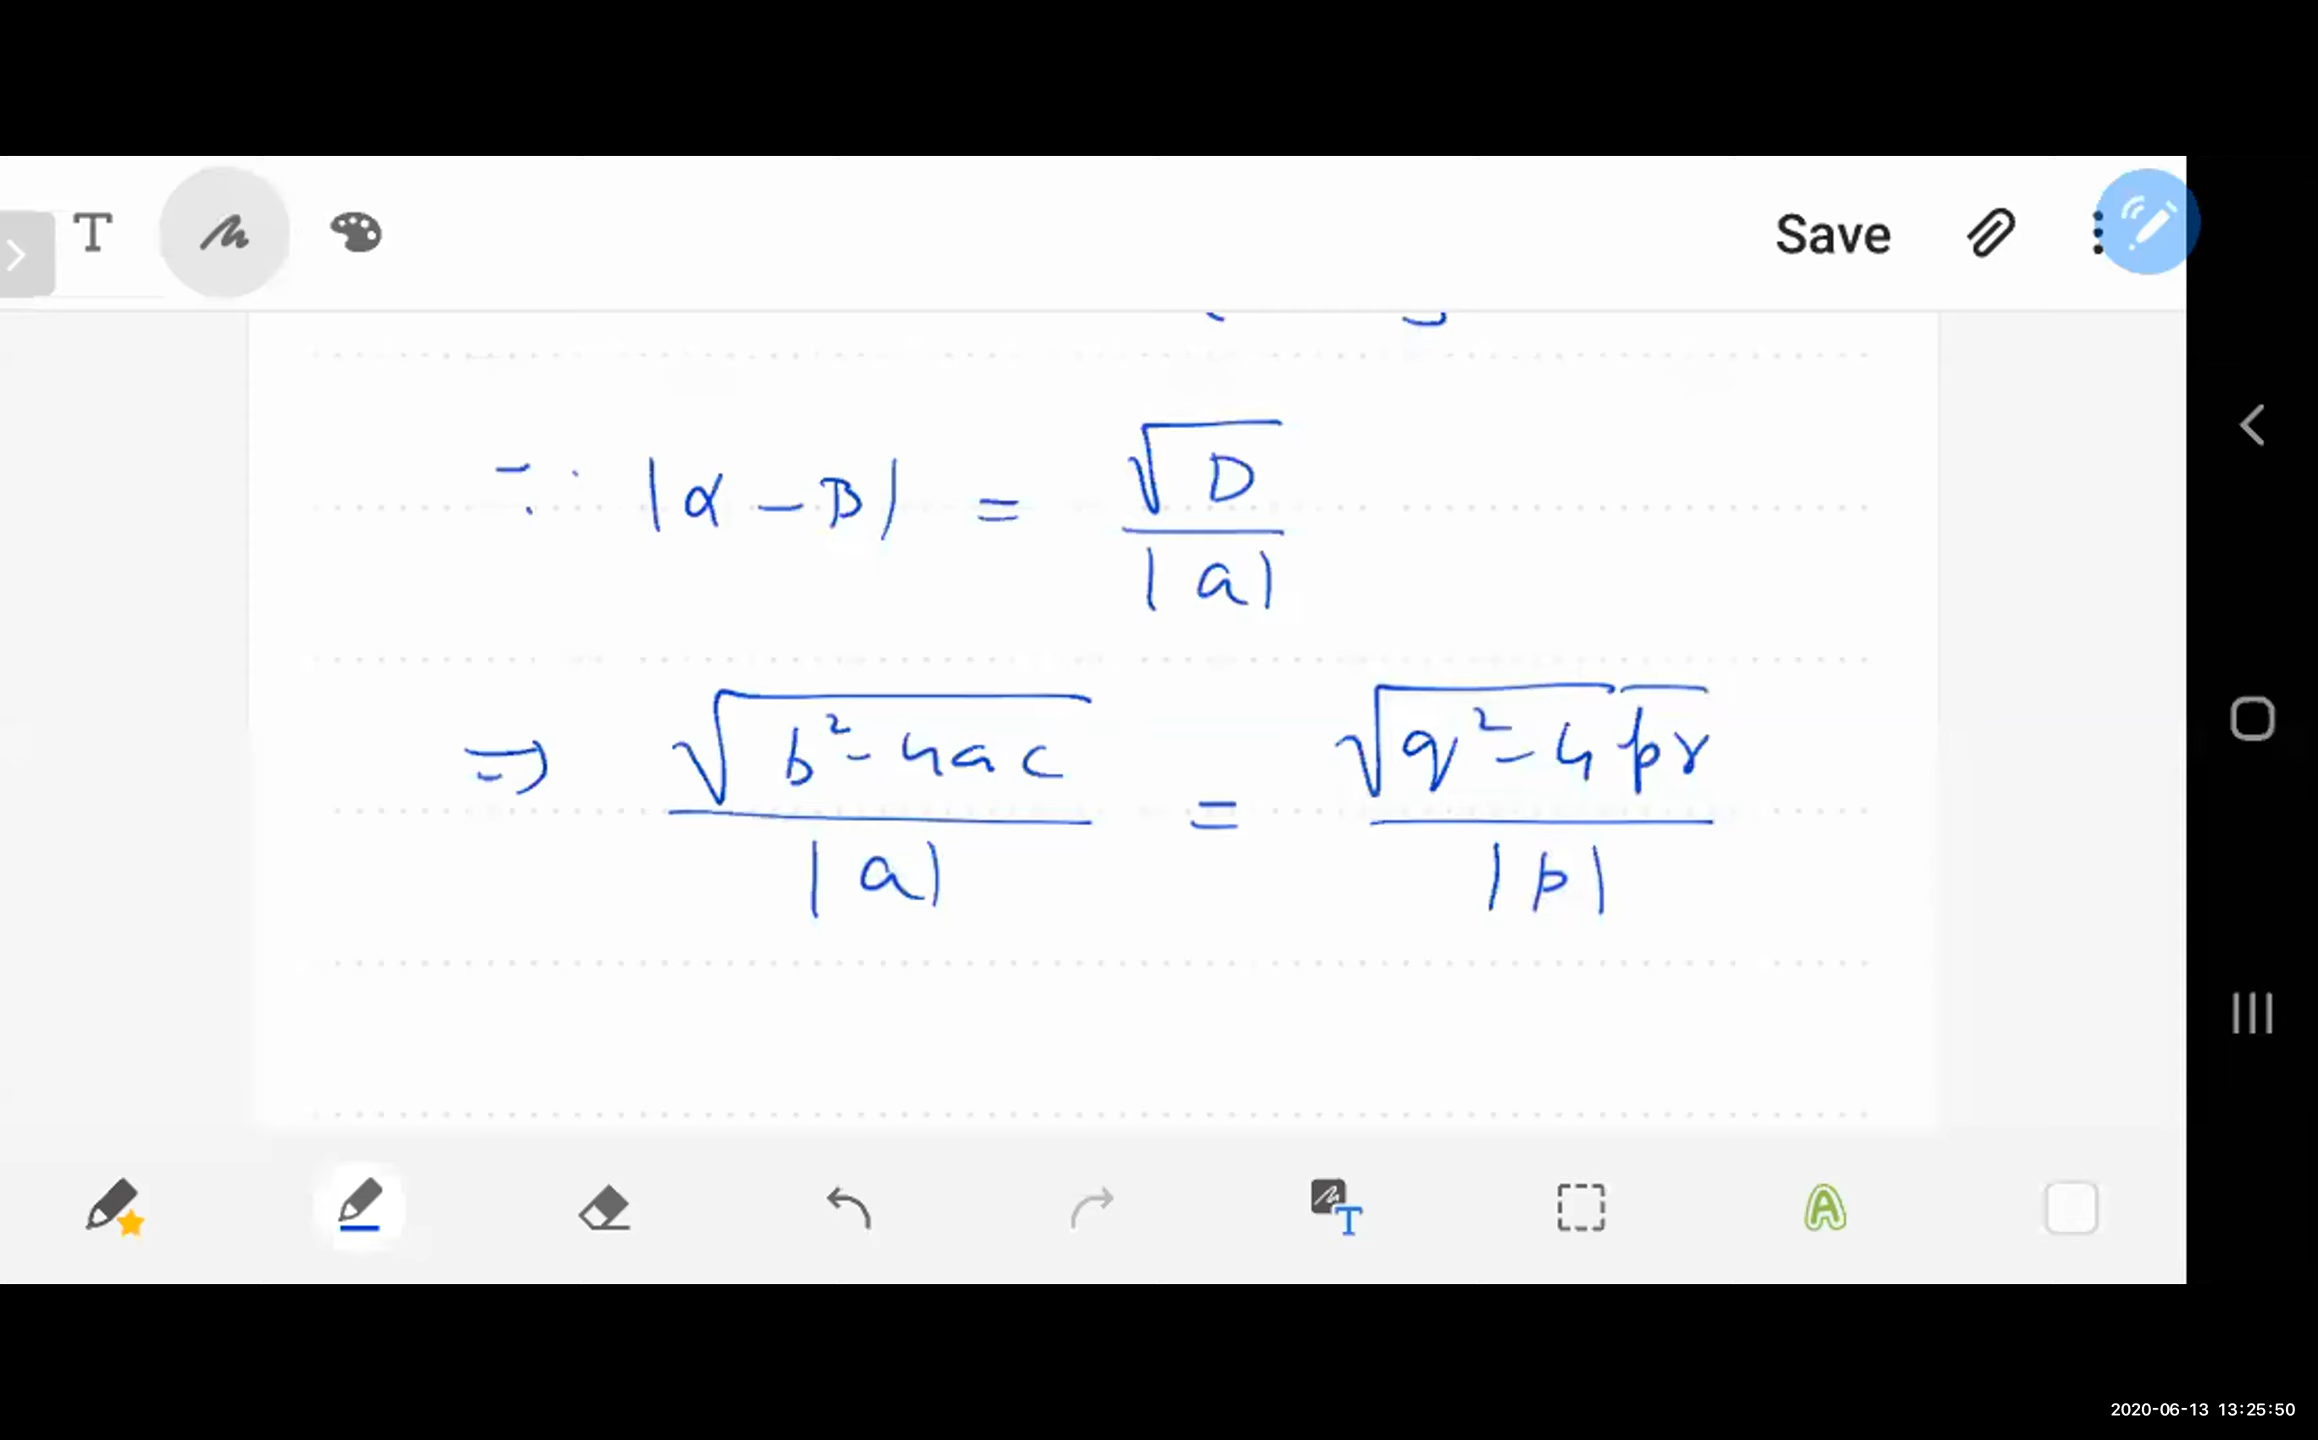 T Save
∵ |α - β| = √D / |a|
⇒ √(b² - 4ac) / |a| = √(q² - 4pr) / |p|
T A
2020-06-13 13:25:50